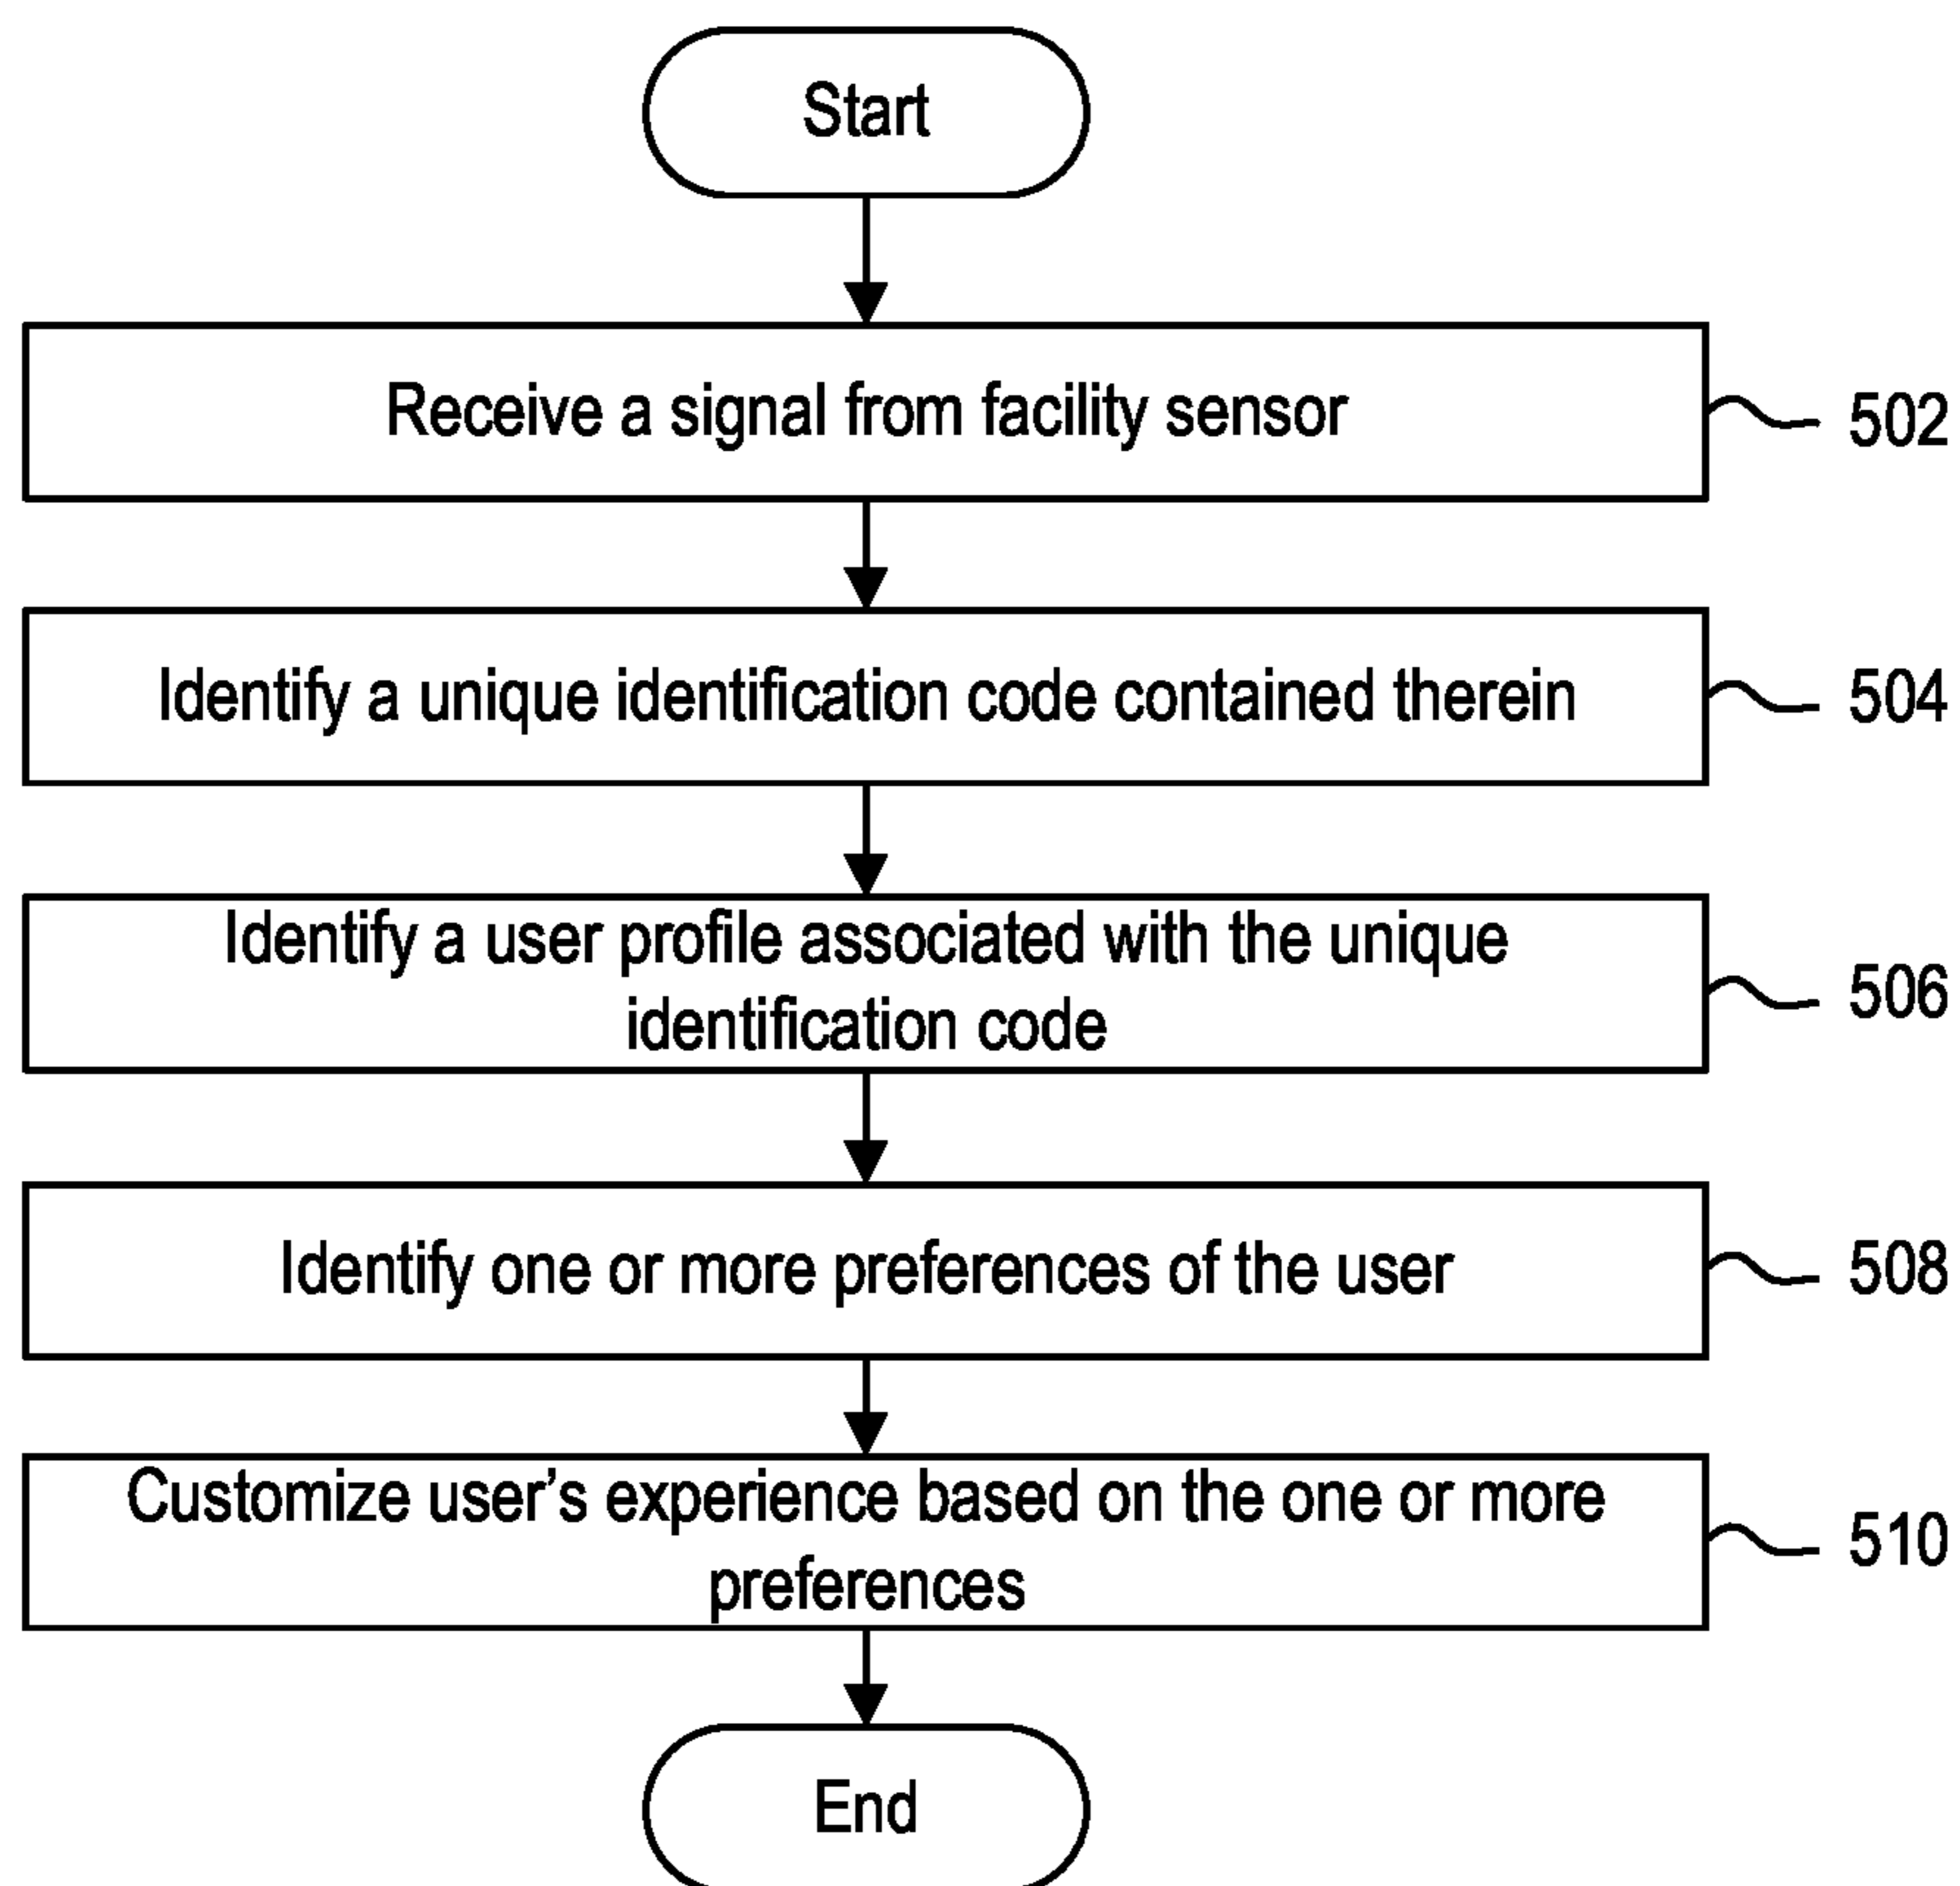 Start
Receive a signal from facility sensor
502
Identify a unique identification code contained therein
504
Identify a user profile associated with the unique
identification code
506
Identify one or more preferences of the user
508
Customize user’s experience based on the one or more
preferences
510
End